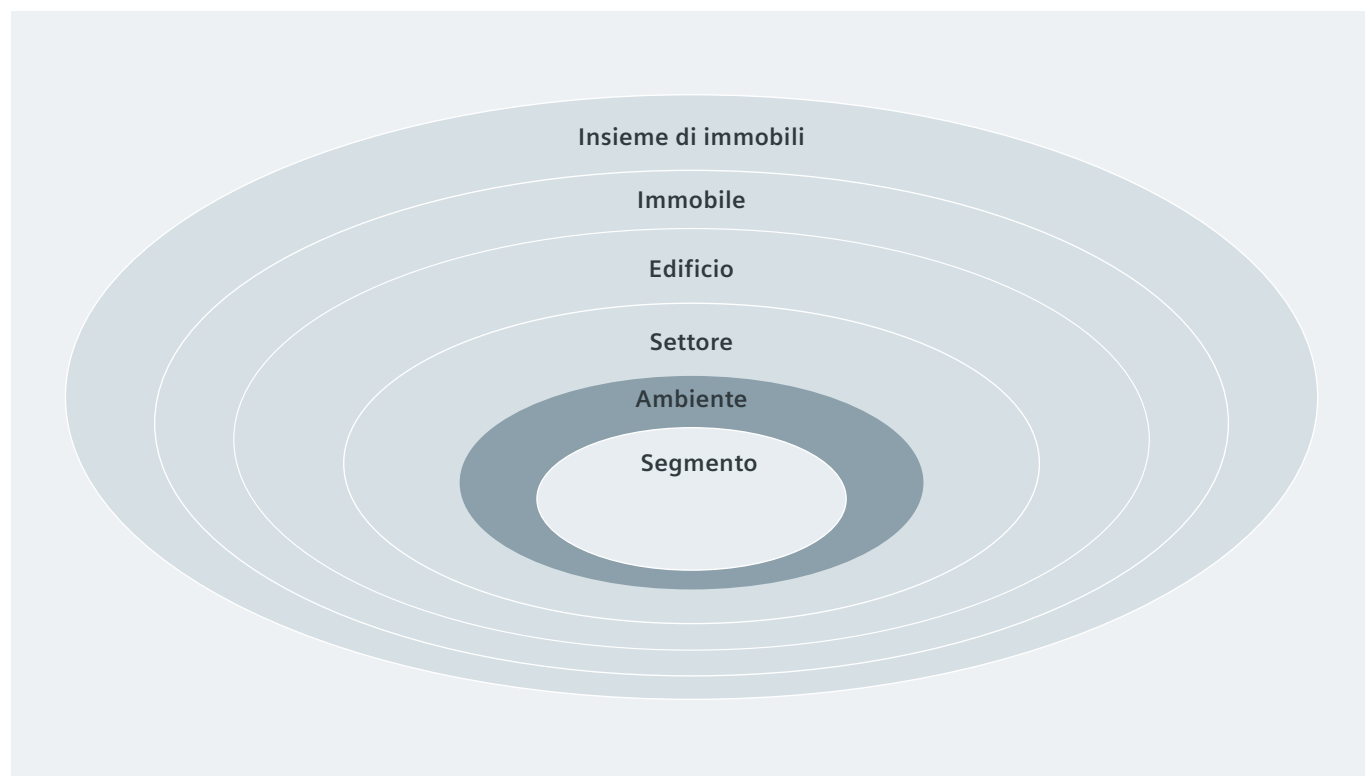 Insieme di immobili
Immobile
Edificio
Settore
Ambiente
Segmento